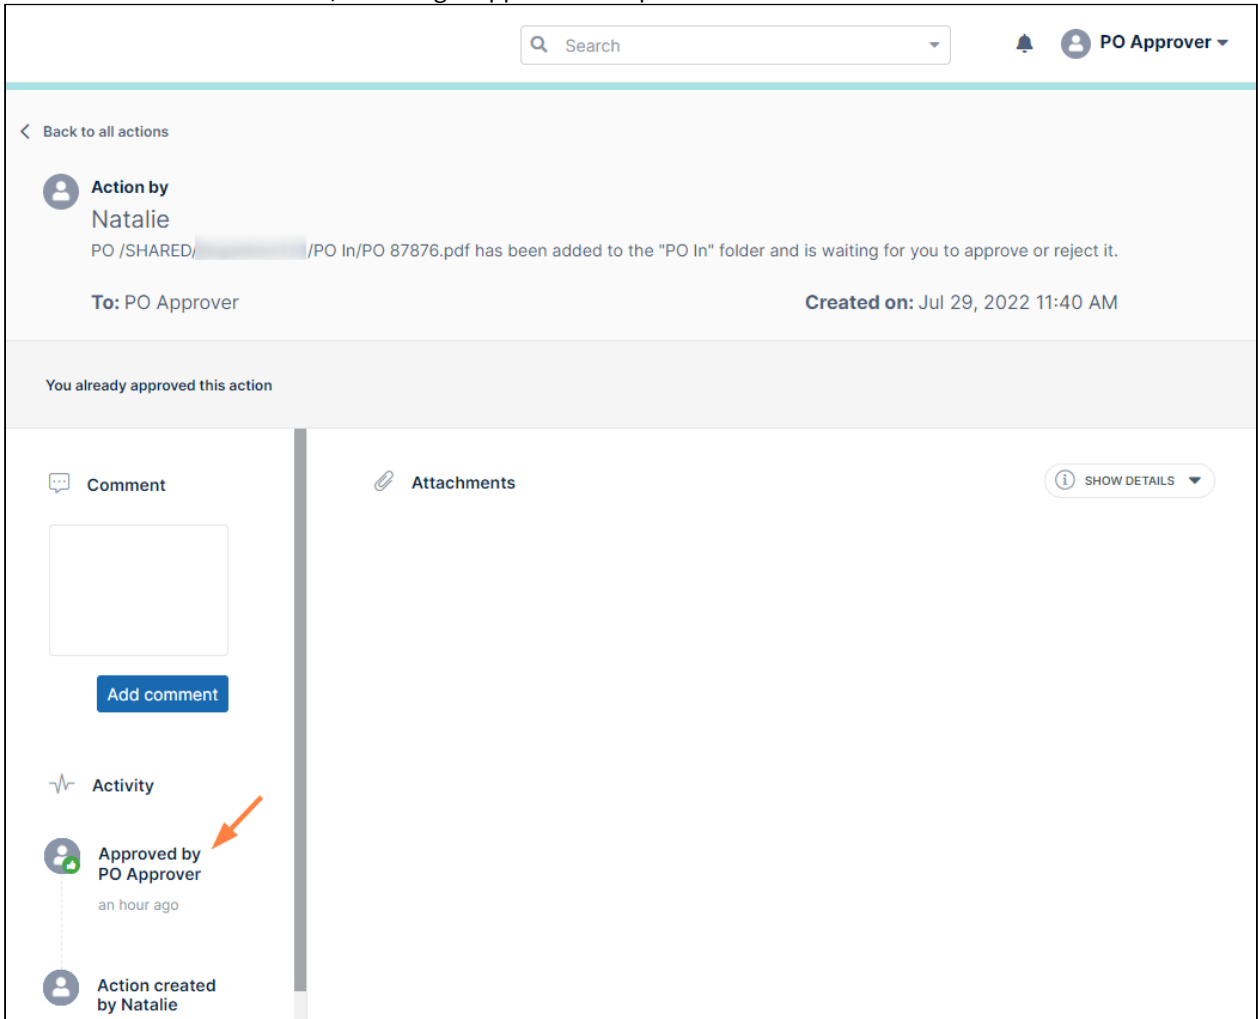 Search
PO Approver
Back to all actions
Action by
Natalie
PO /SHARED/ /PO In/PO 87876.pdf has been added to the "PO In" folder and is waiting for you to approve or reject it.
To: PO Approver
Created on: Jul 29, 2022 11:40 AM
You already approved this action
Comment
Attachments
SHOW DETAILS
Add comment
Activity
Approved by
PO Approver
an hour ago
Action created
by Natalie